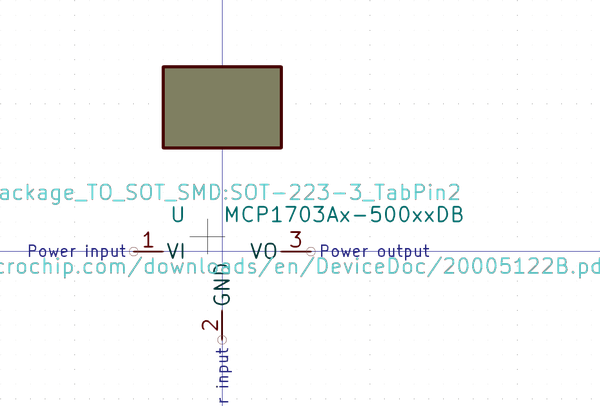 ackage_TO_SOT_SMD:SOT-223-3_TabPin2
U MCP1703Ax-500xxDB
Power input 1 VI VO 3 Power output
crochip.com/downloads/en/DeviceDoc/20005122B.pd
GND
2
r input